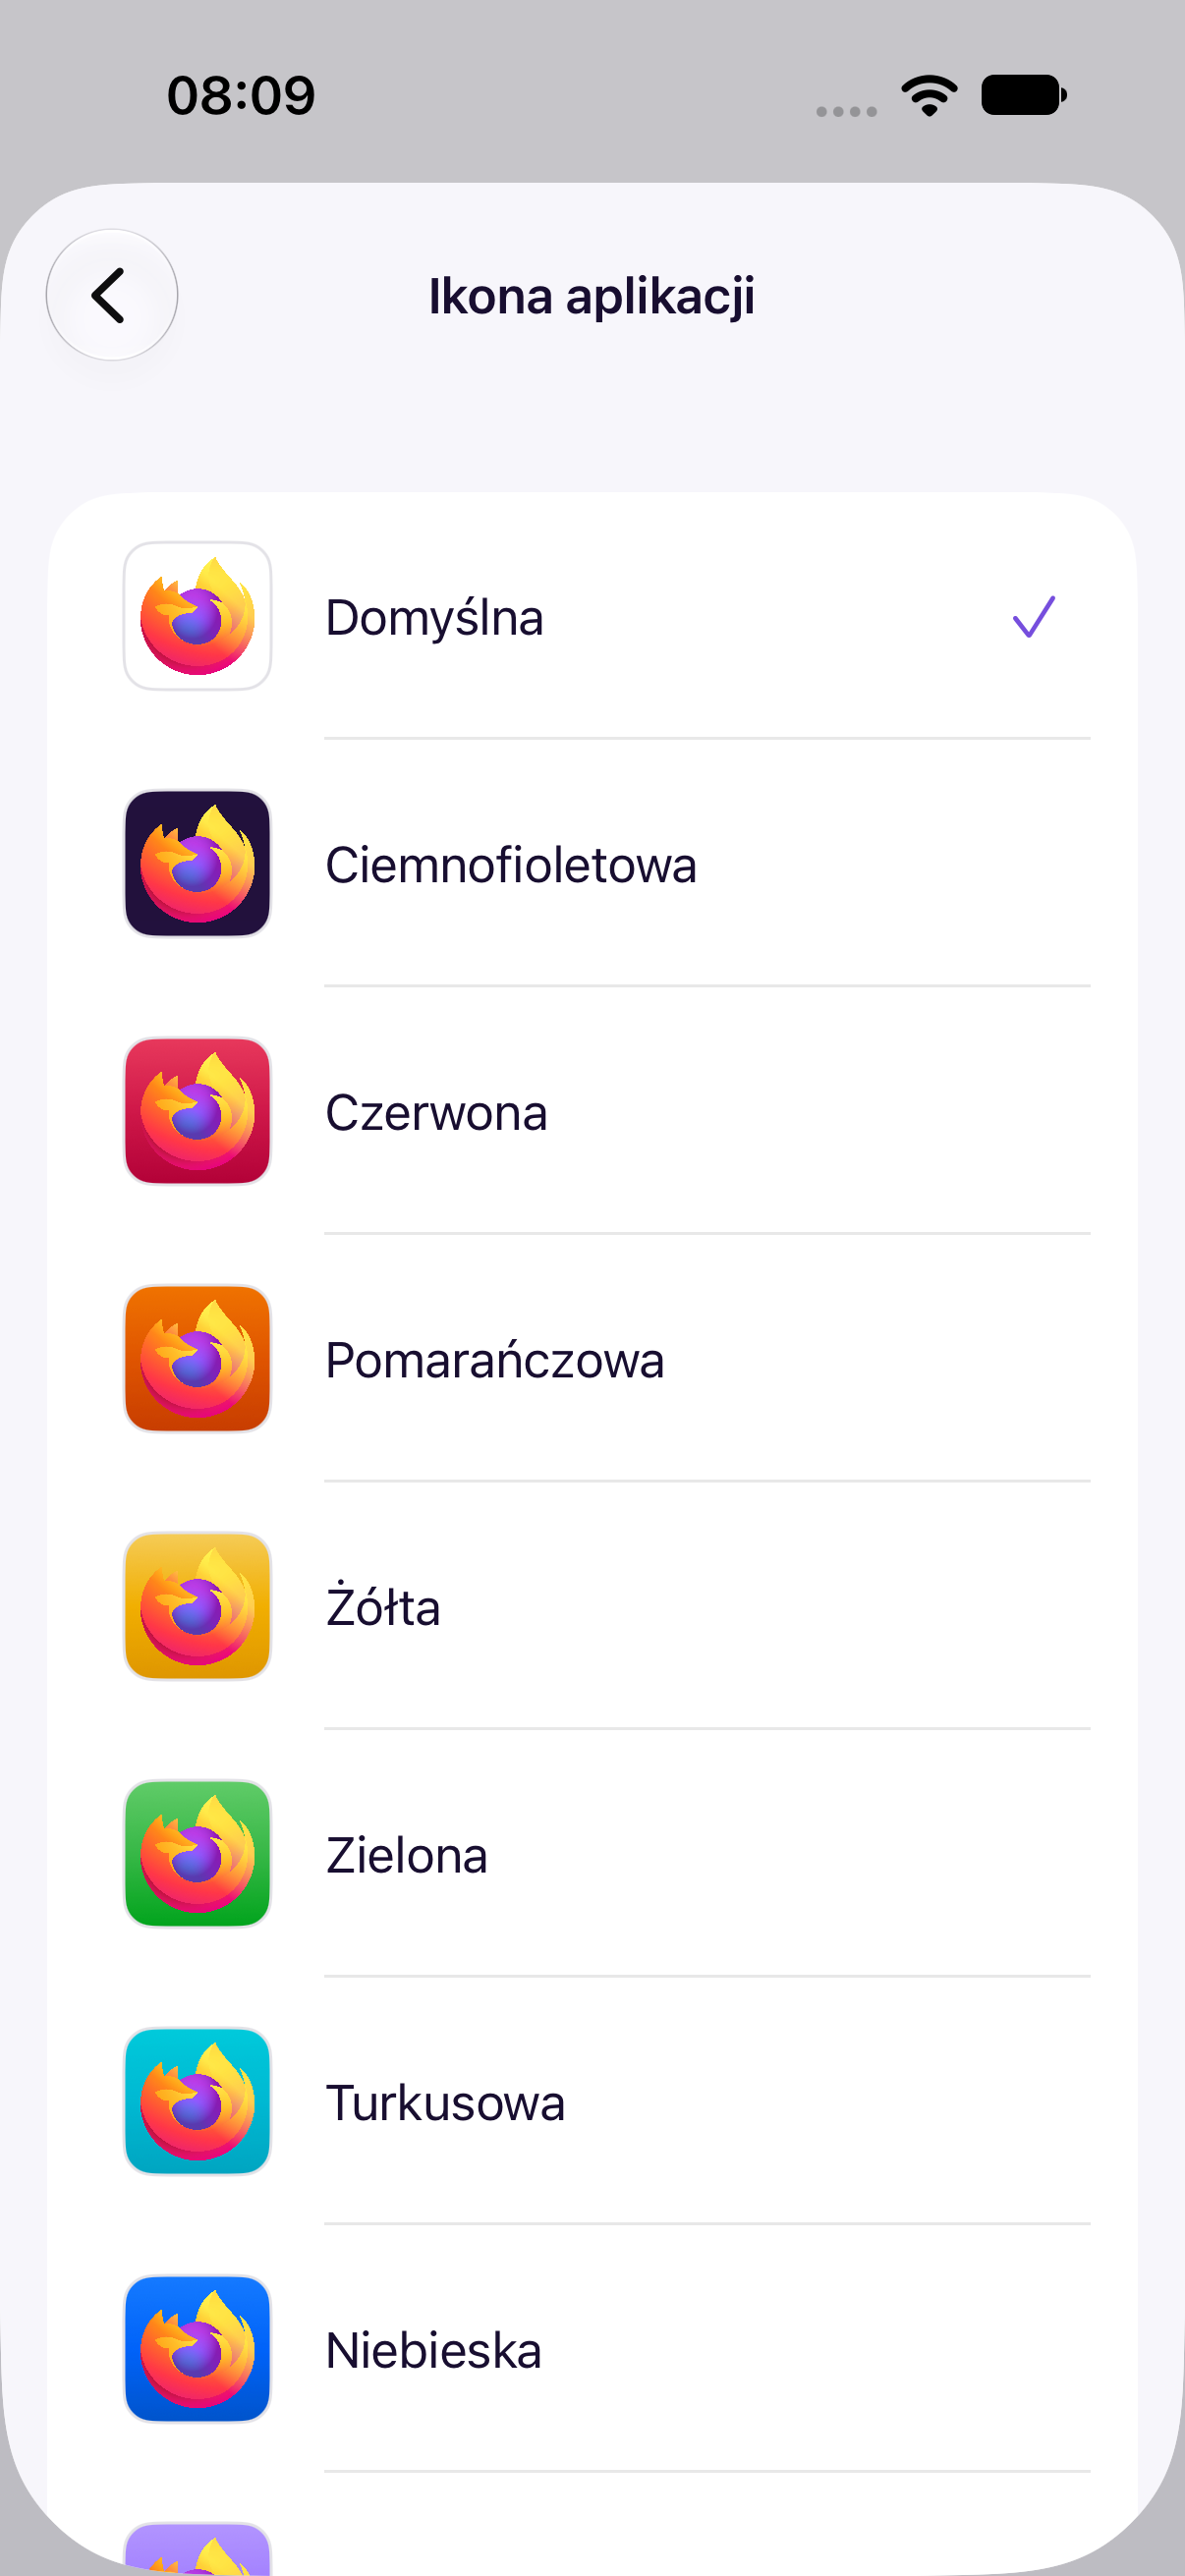 08:09
Ikona aplikacji
Domyślna
Ciemnofioletowa
Czerwona
Pomarańczowa
Żółta
Zielona
Turkusowa
Niebieska